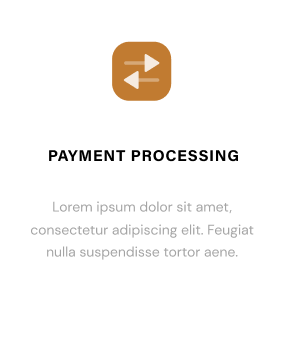 PAYMENT PROCESSING
Lorem ipsum dolor sit amet,
consectetur adipiscing elit. Feugiat
nulla suspendisse tortor aene.